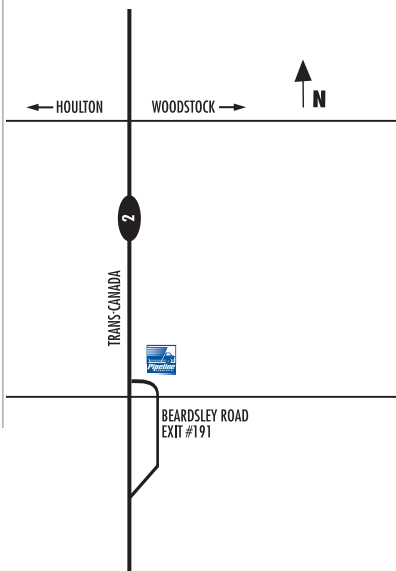 HOULTON
WOODSTOCK
N
2
TRANS-CANADA
Pipeline
BEARDSLEY ROAD
EXIT #191